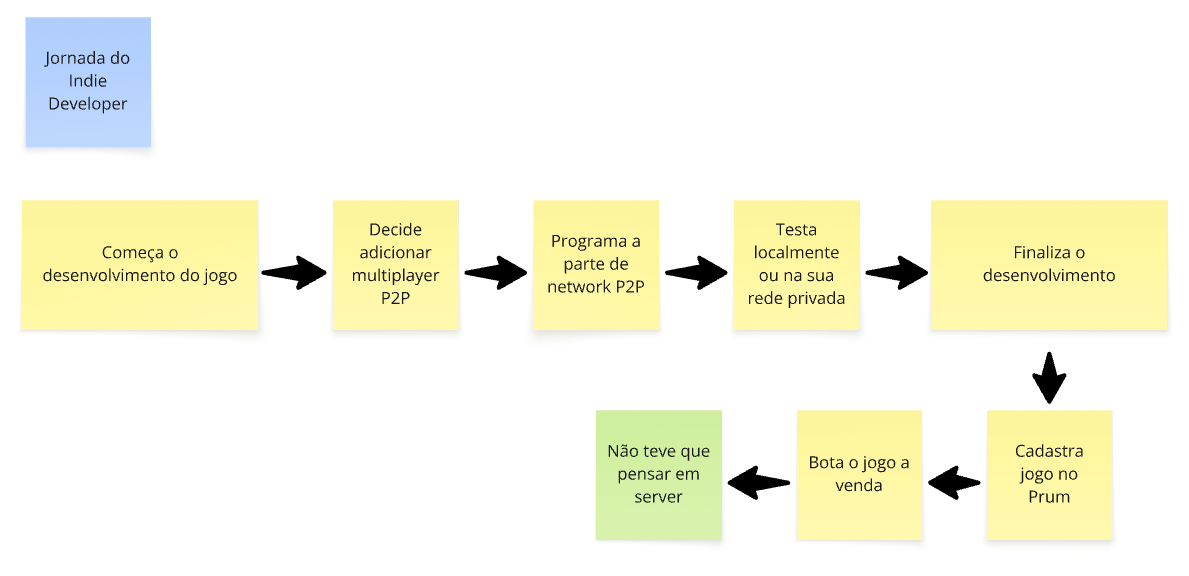 Jornada do
Indie
Developer
Começa o
desenvolvimento do jogo
Decide
adicionar
multiplayer
P2P
Programa a
parte de
network P2P
Testa
localmente
ou na sua
rede privada
Finaliza o
desenvolvimento
Cadastra
jogo no
Prum
Bota o jogo a
venda
Não teve que
pensar em
server